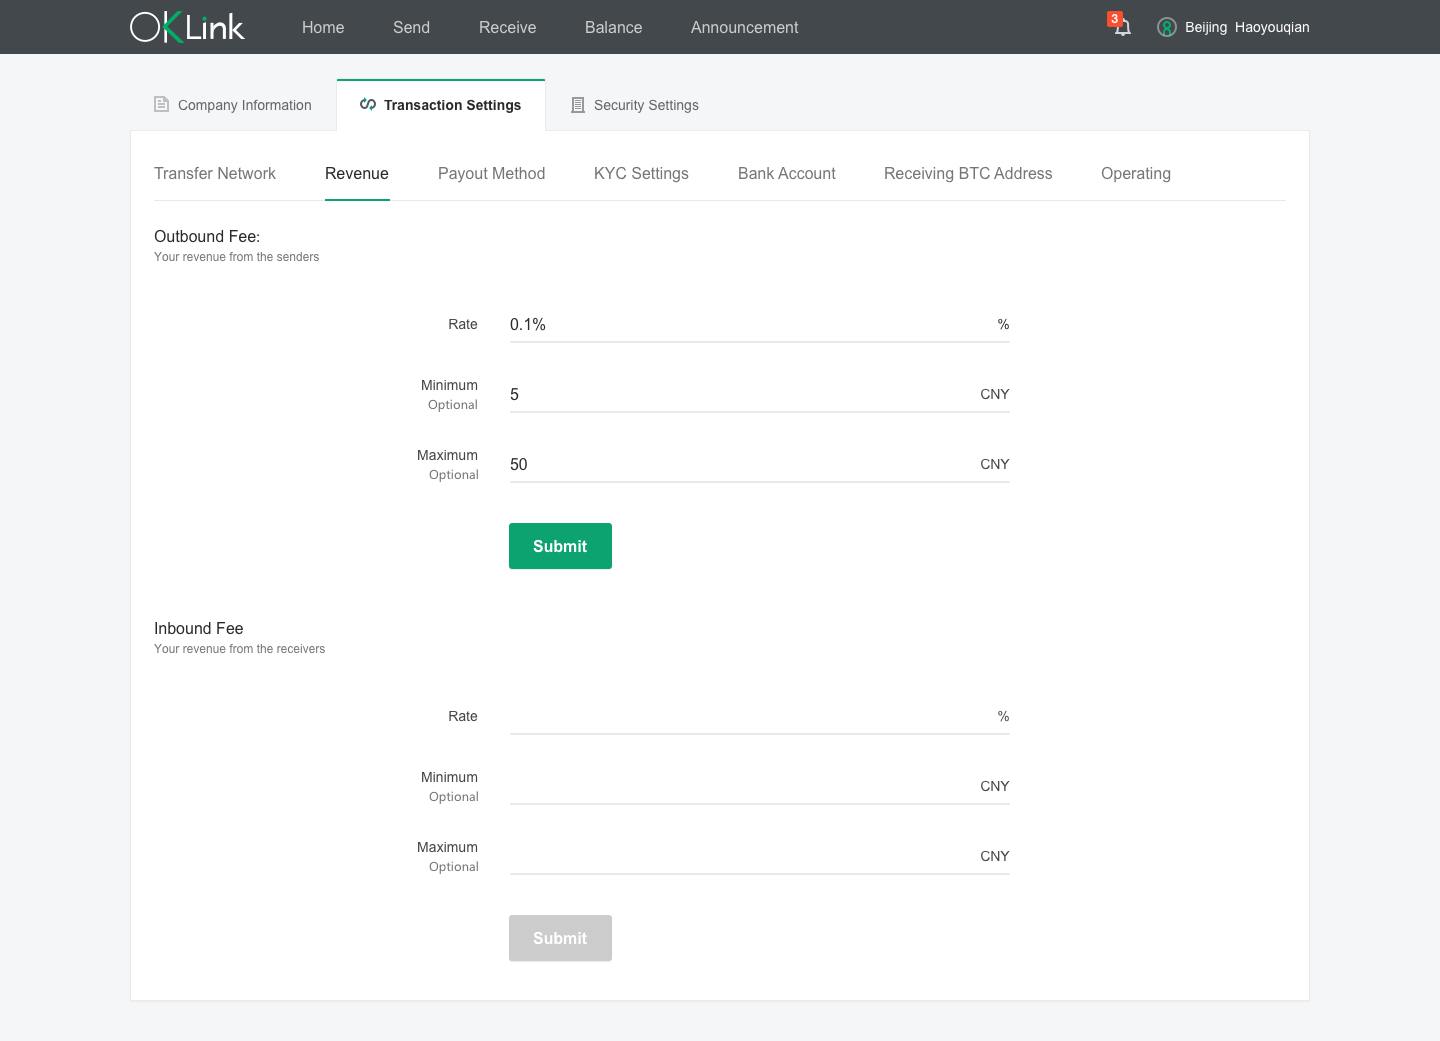 OKLink Home Send Receive Balance Announcement 3 Beijing Haoyouqian
Company Information Transaction Settings Security Settings
Transfer Network Revenue Payout Method KYC Settings Bank Account Receiving BTC Address Operating
Outbound Fee:
Your revenue from the senders
Rate 0.1% %
Minimum
Optional
5 CNY
Maximum
Optional
50 CNY
Submit
Inbound Fee
Your revenue from the receivers
Rate %
Minimum
Optional
CNY
Maximum
Optional
CNY
Submit